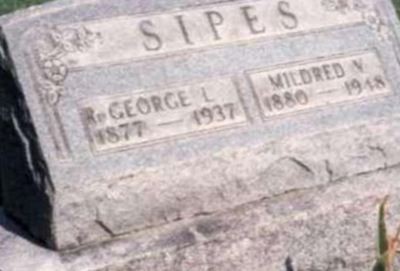 SIPES
GEORGE L.
1877 — 1937
MILDRED V.
1880 — 1948